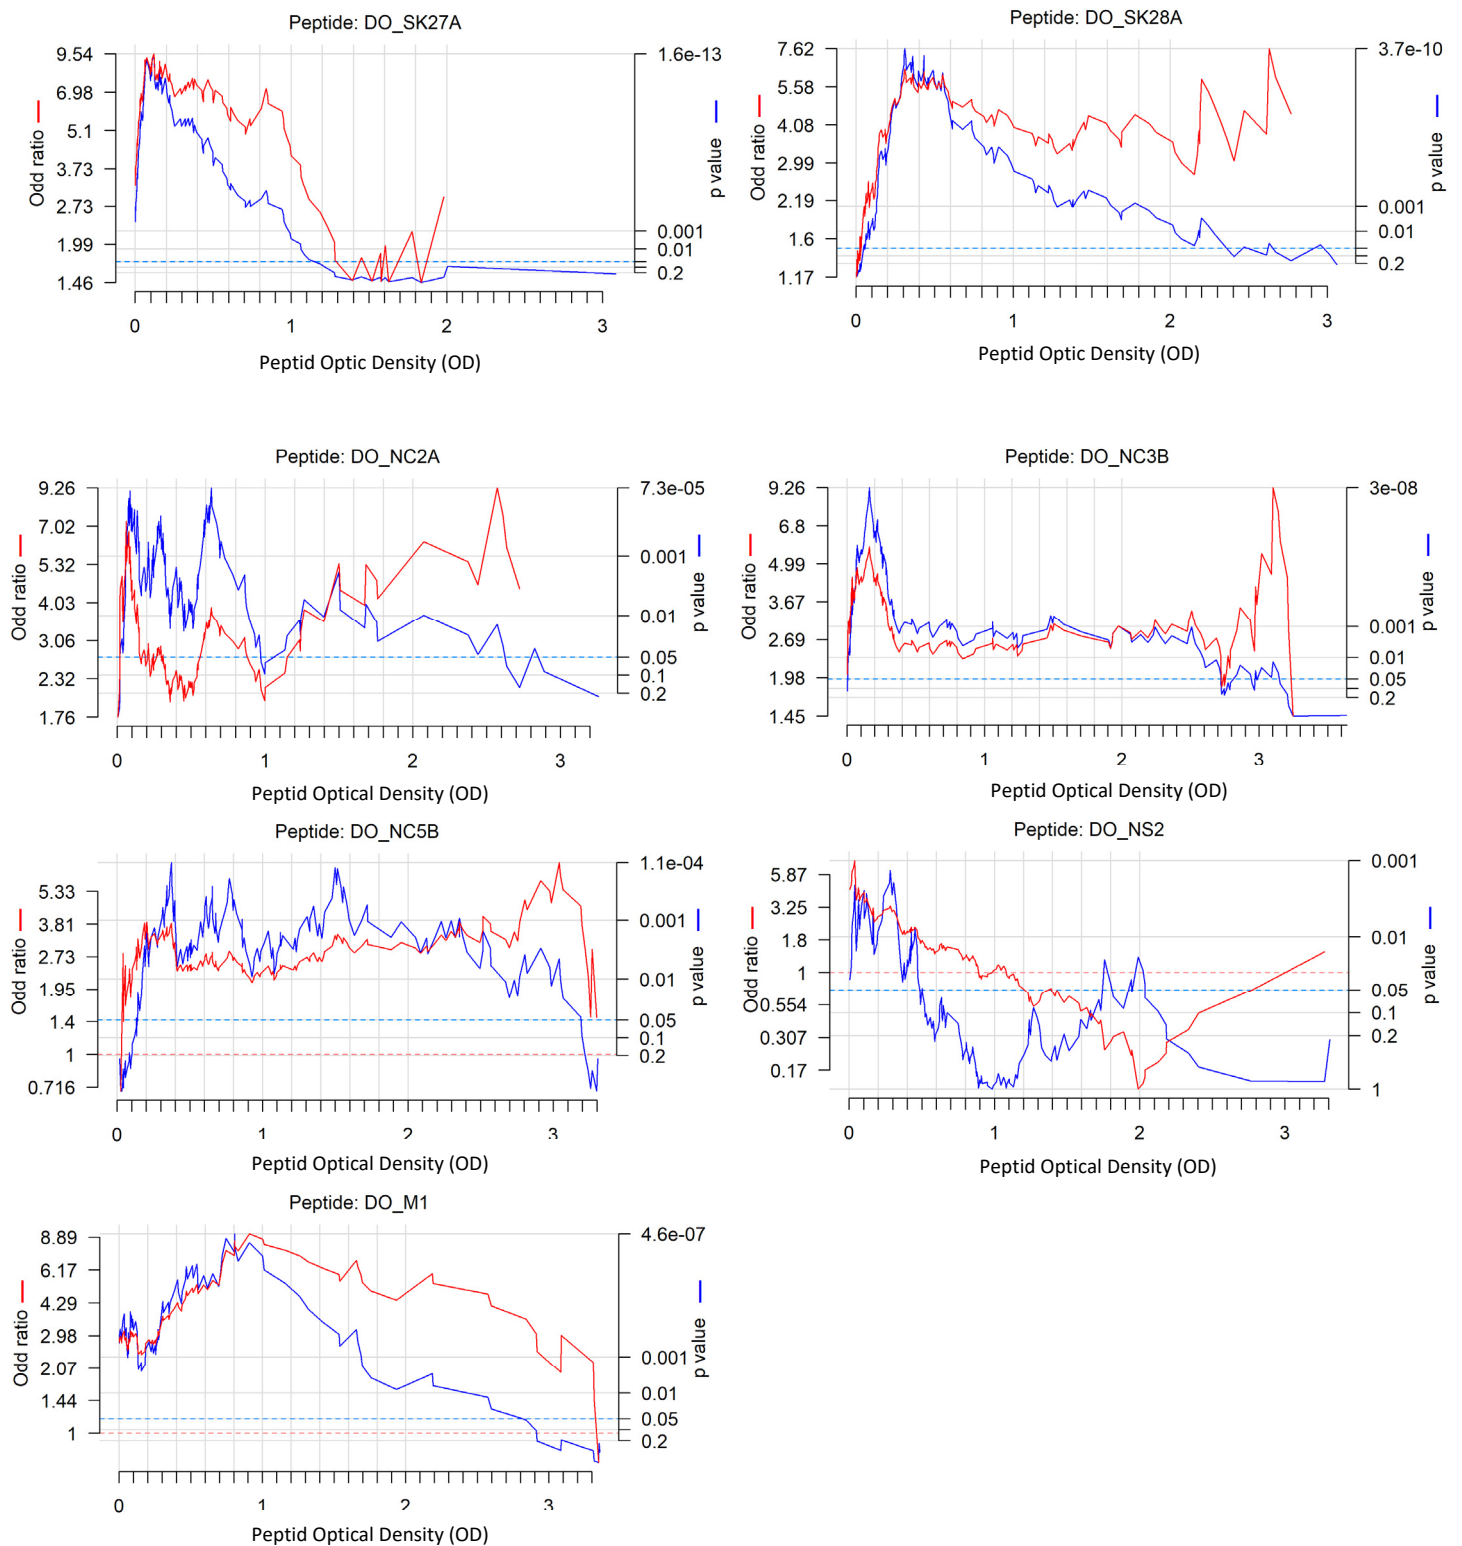 Peptide: DO_SK27A
9.54
6.98
5.1
3.73
2.73
1.99
1.46
Odd ratio
1.6e-13
0.001
0.01
0.2
p value
0 1 2 3
Peptid Optic Density (OD)
Peptide: DO_SK28A
7.62
5.58
4.08
2.99
2.19
1.6
1.17
Odd ratio
3.7e-10
0.001
0.01
0.2
p value
0 1 2 3
Peptid Optic Density (OD)
Peptide: DO_NC2A
9.26
7.02
5.32
4.03
3.06
2.32
1.76
Odd ratio
7.3e-05
0.001
0.01
0.05
0.1
0.2
p value
0 1 2 3
Peptid Optical Density (OD)
Peptide: DO_NC3B
9.26
6.8
4.99
3.67
2.69
1.98
1.45
Odd ratio
3e-08
0.001
0.01
0.05
0.2
p value
0 1 2 3
Peptid Optical Density (OD)
Peptide: DO_NC5B
5.33
3.81
2.73
1.95
1.4
1
0.716
Odd ratio
1.1e-04
0.001
0.01
0.05
0.1
0.2
p value
0 1 2 3
Peptid Optical Density (OD)
Peptide: DO_NS2
5.87
3.25
1.8
1
0.554
0.307
0.17
Odd ratio
0.001
0.01
0.05
0.1
0.2
1
p value
0 1 2 3
Peptid Optical Density (OD)
Peptide: DO_M1
8.89
6.17
4.29
2.98
2.07
1.44
1
Odd ratio
4.6e-07
0.001
0.01
0.05
0.2
p value
0 1 2 3
Peptid Optical Density (OD)